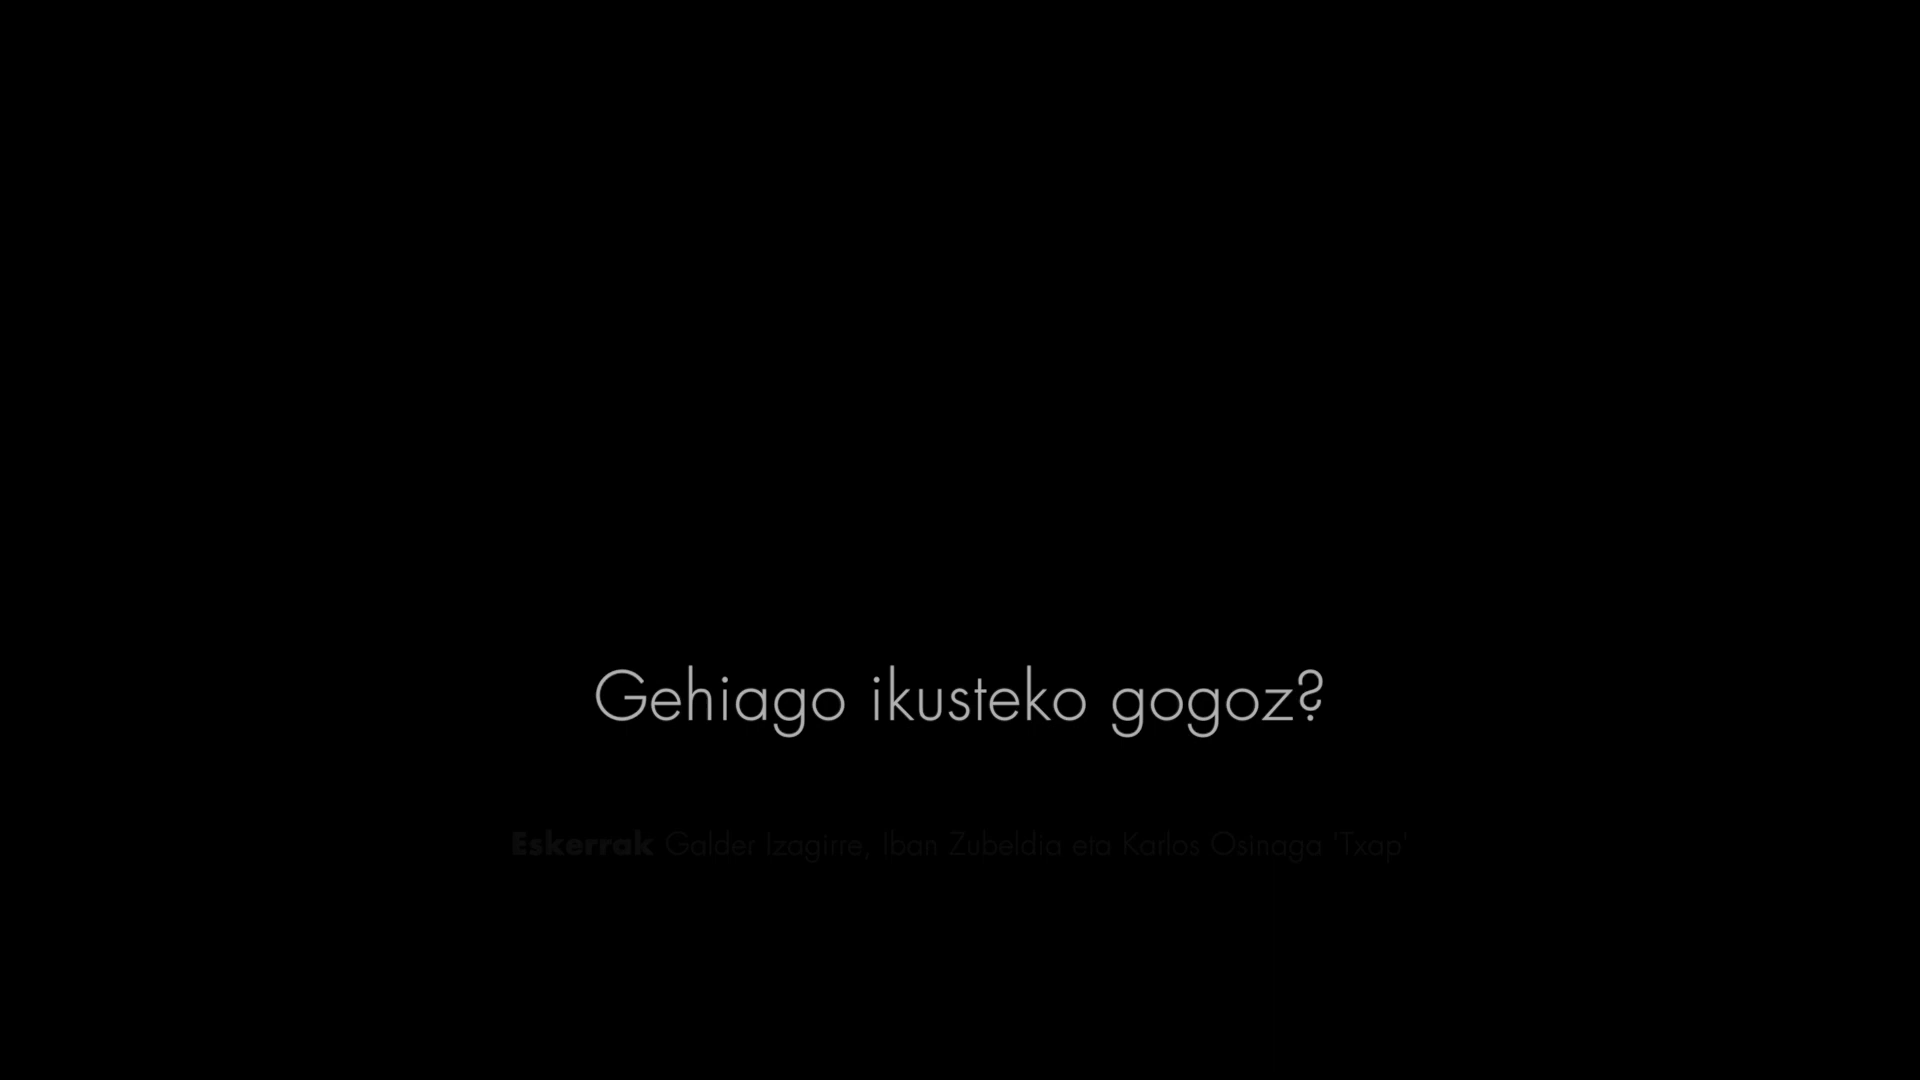 Gehiago ikusteko gogoz?
Eskerrak Galder Izagirre, Iban Zubeldia eta Karlos Osinaga 'Txap'